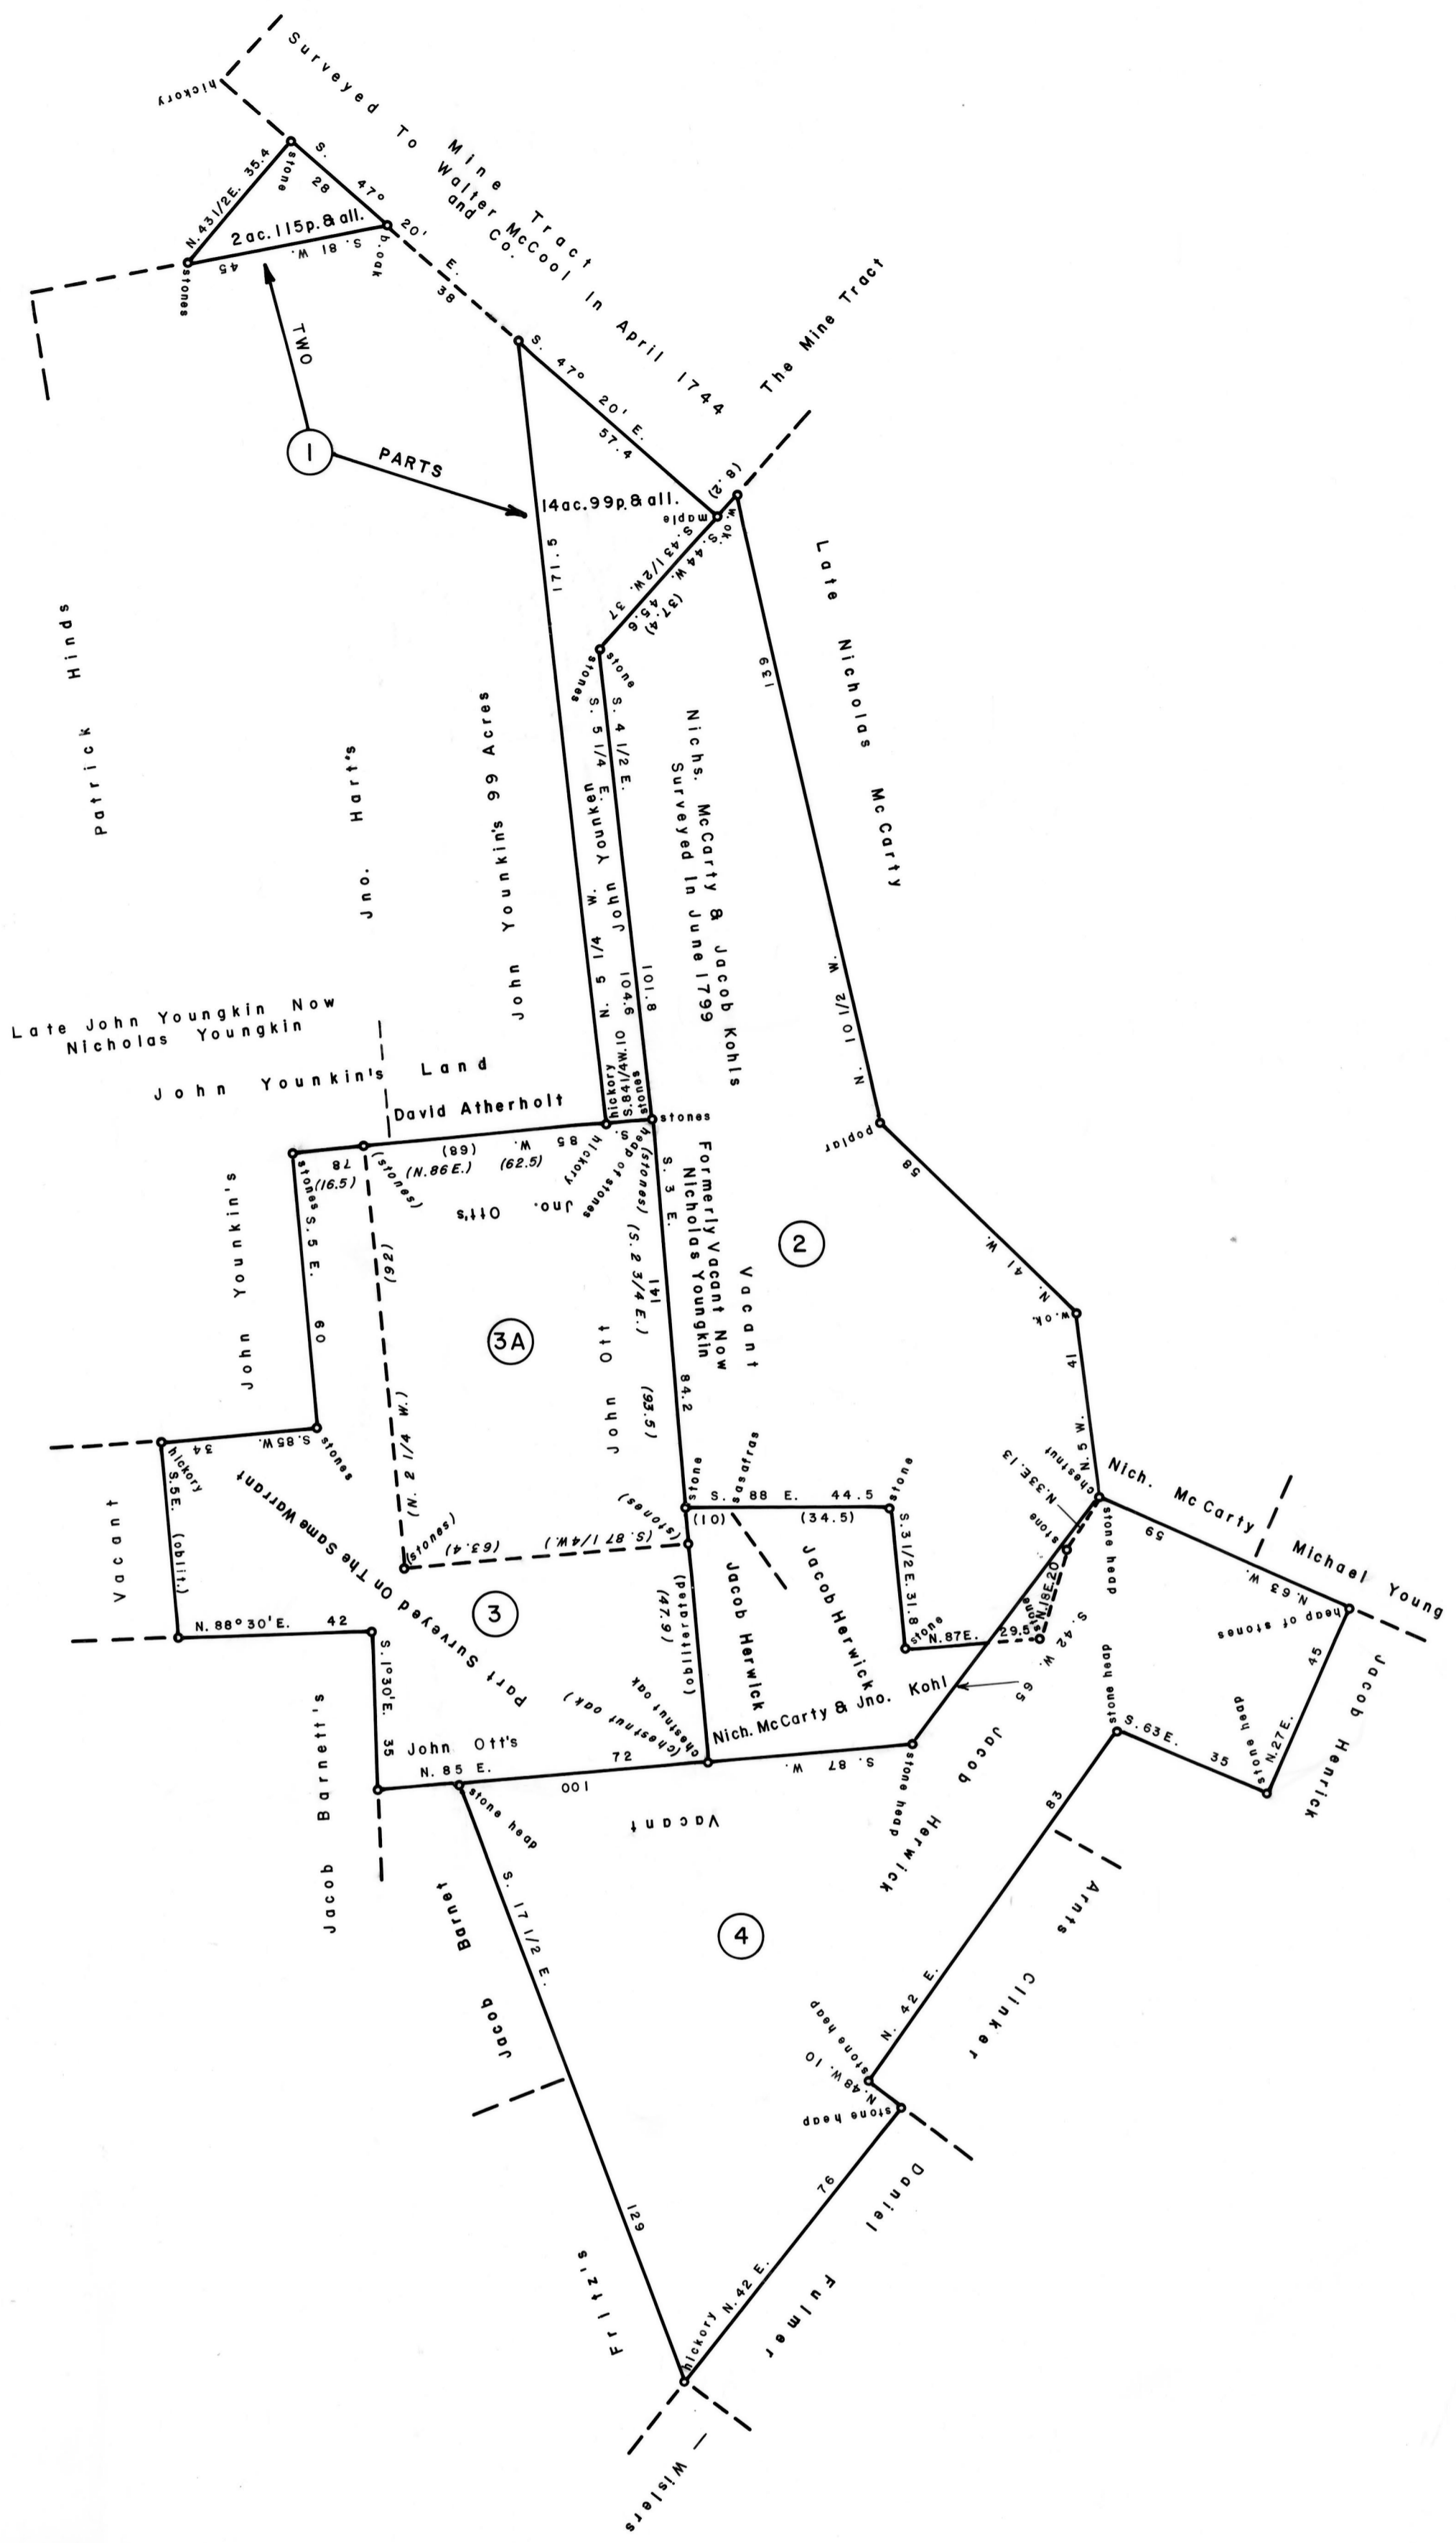 hickory
Surveyed To Mine Tract
Walter McCool In April 1744
and Co.
The Mine Tract
stone
N. 43 1/2 E. 35.4
S. 47° 20' E.
28
2 ac. 115 p. & all.
S. 81 W. 45
b. oak
stones
38
TWO
1
PARTS
S. 47° 20' E.
57.4
14 ac. 99 p. & all.
(8.2)
w. ok.
maple
S. 43 1/2 W. 37
S. 44 W. 45.6
(37.4)
stones
stone
171.5
N. 5 1/4 W.
S. 5 1/4 E.
S. 4 1/2 E.
John Younken
104.6
101.8
139
N. 10 1/2 W.
Late Nicholas McCarty
Nichs. McCarty & Jacob Kohls
Surveyed In June 1799
Patrick Hinds
Jno. Hart's
John Younkin's 99 Acres
Late John Youngkin Now
Nicholas Youngkin
John Younkin's Land
David Atherholt
hickory
S. 84 1/4 W. 10
stones
stones
S. 85 W.
78
(68)
(16.5)
(N. 86 E.)
(62.5)
hickory
heap of stones
(stones)
(stones)
stones
Jno. Ott's
S. 3 E.
(S. 2 3/4 E.)
141
84.2
(93.5)
Formerly Vacant Now
Nicholas Youngkin
Vacant
2
poplar
58
N. 41 W.
w. ok.
41
N. 5 W.
John Younkin's
S. 5 E. 60
(92)
(N. 2 1/4 W.)
3A
John Ott
stones
S. 85 W. 34
hickory
S. 5 E. (oblit.)
Vacant
Part Surveyed On The Same Warrant
(stones)
(63.4)
(S. 87 1/4 W.)
(stones)
stone
sasafras
S. 88 E. 44.5
(10)
(34.5)
stone
S. 3 1/2 E. 31.8
stone
N. 87 E. 29.5
stone
N. 18 E. 20
stone
N. 33 E. 13
chestnut
stone heap
Nich. Mc Carty
Michael Young
59
N. 63 W.
heap of stones
45
N. 27 E.
Jacob Henrick
stone heap
S. 63 E. 35
stone heap
S. 42 W. 65
Jacob Herwick
Jacob Herwick
Jacob Herwick
(obliterated)
(47.9)
3
N. 88° 30' E. 42
S. 1° 30' E. 35
Jacob Barnett's
John Ott's
N. 85 E.
72
100
chestnut oak
(chestnut oak)
Nich. McCarty & Jno. Kohl
S. 87 W.
stone heap
Vacant
stone heap
S. 17 1/2 E.
129
Jacob Barnet
4
83
N. 42 E.
Arnts Clinker
stone heap
N. 48 W. 10
stone heap
76
N. 42 E.
Daniel Fulmer
Fritz's
hickory
Wislers